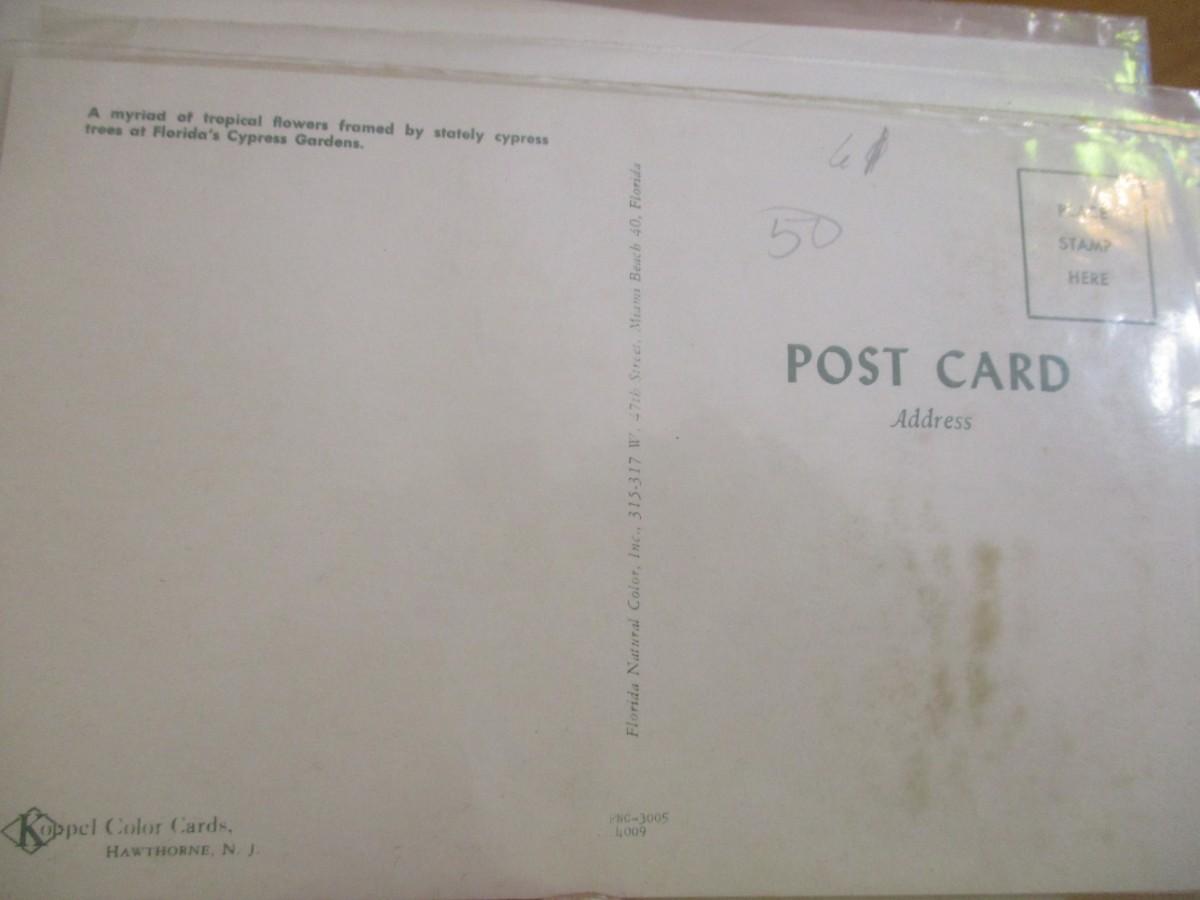 A myriad of tropical flowers framed by stately cypress
trees at Florida's Cypress Gardens.
Florida Natural Color, Inc., 315-317 W. 47th Street, Miami Beach 40, Florida
50
PLACE
STAMP
HERE
POST CARD
Address
Koppel Color Cards,
HAWTHORNE, N. J.
FNC-3005
4009